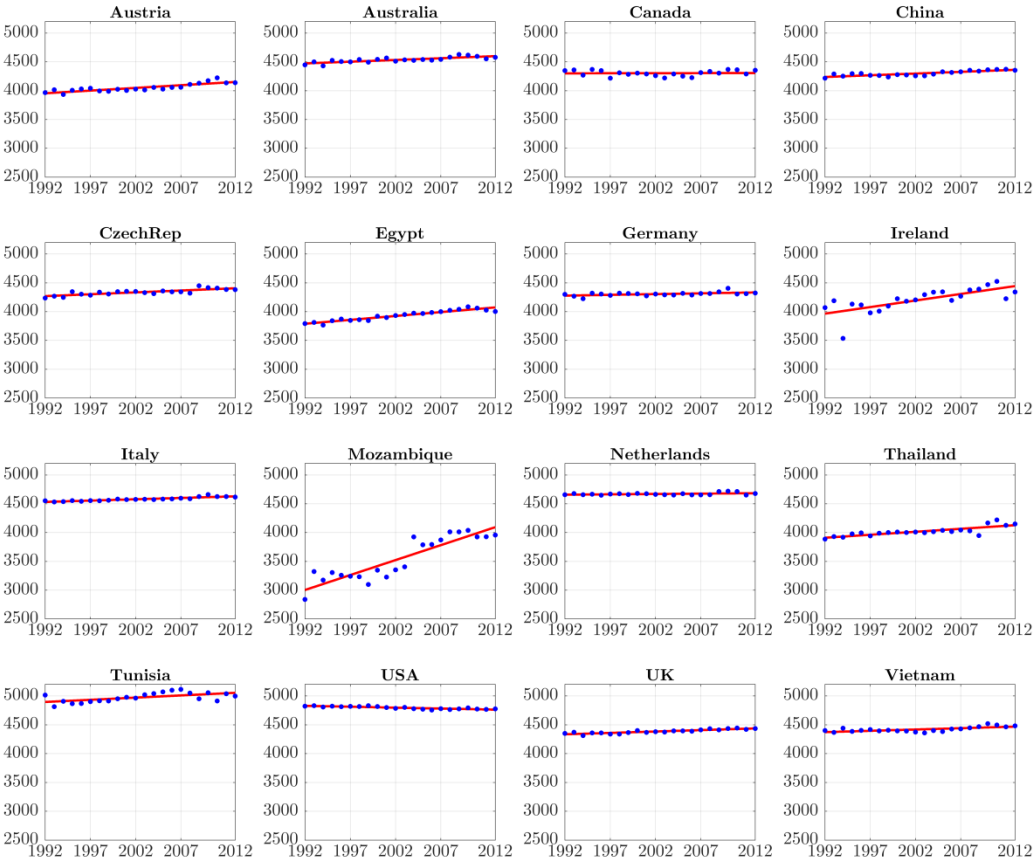 Austria Australia Canada China
5000 5000 5000 5000
4500 4500 4500 4500
4000 4000 4000 4000
3500 3500 3500 3500
3000 3000 3000 3000
2500 2500 2500 2500
1992 1997 2002 2007 2012 1992 1997 2002 2007 2012 1992 1997 2002 2007 2012 1992 1997 2002 2007 2012
CzechRep Egypt Germany Ireland
5000 5000 5000 5000
4500 4500 4500 4500
4000 4000 4000 4000
3500 3500 3500 3500
3000 3000 3000 3000
2500 2500 2500 2500
1992 1997 2002 2007 2012 1992 1997 2002 2007 2012 1992 1997 2002 2007 2012 1992 1997 2002 2007 2012
Italy Mozambique Netherlands Thailand
5000 5000 5000 5000
4500 4500 4500 4500
4000 4000 4000 4000
3500 3500 3500 3500
3000 3000 3000 3000
2500 2500 2500 2500
1992 1997 2002 2007 2012 1992 1997 2002 2007 2012 1992 1997 2002 2007 2012 1992 1997 2002 2007 2012
Tunisia USA UK Vietnam
5000 5000 5000 5000
4500 4500 4500 4500
4000 4000 4000 4000
3500 3500 3500 3500
3000 3000 3000 3000
2500 2500 2500 2500
1992 1997 2002 2007 2012 1992 1997 2002 2007 2012 1992 1997 2002 2007 2012 1992 1997 2002 2007 2012